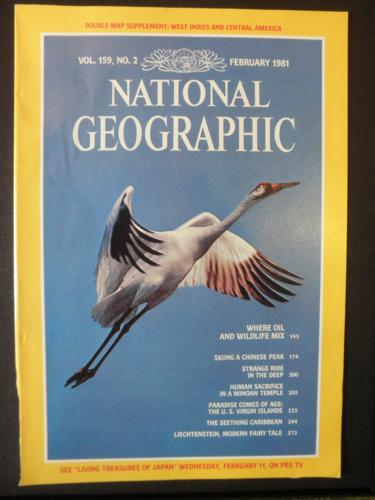 DOUBLE MAP SUPPLEMENT: WEST INDIES AND CENTRAL AMERICA
VOL. 159, NO. 2 FEBRUARY 1981
NATIONAL
GEOGRAPHIC
WHERE OIL
AND WILDLIFE MIX 145
SKIING A CHINESE PEAK 174
STRANGE RIDE
IN THE DEEP 200
HUMAN SACRIFICE
IN A MINOAN TEMPLE 205
PARADISE COMES OF AGE:
THE U. S. VIRGIN ISLANDS 225
THE SEETHING CARIBBEAN 244
LIECHTENSTEIN, MODERN FAIRY TALE 273
SEE "LIVING TREASURES OF JAPAN" WEDNESDAY, FEBRUARY 11, ON PBS TV